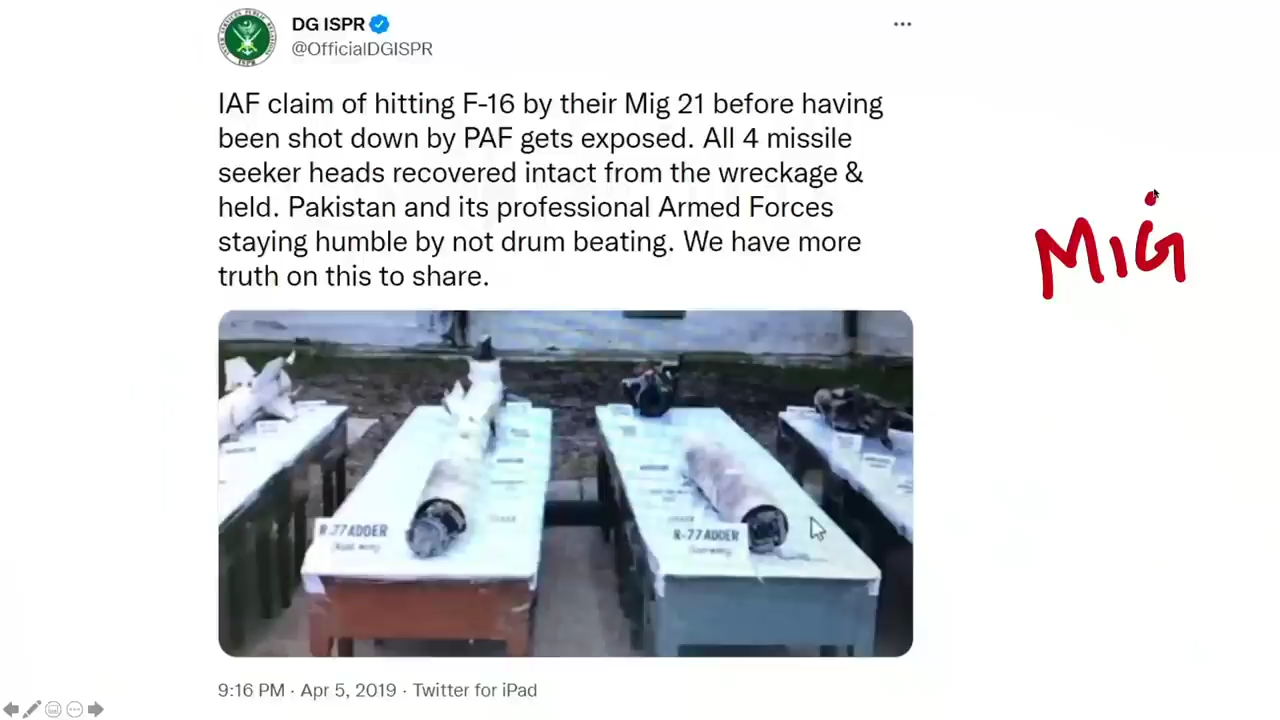 DG ISPR
@OfficialDGISPR
IAF claim of hitting F-16 by their Mig 21 before having
been shot down by PAF gets exposed. All 4 missile
seeker heads recovered intact from the wreckage &
held. Pakistan and its professional Armed Forces
staying humble by not drum beating. We have more
truth on this to share.
MiG
R-77 ADDER
R-77 ADDER
9:16 PM · Apr 5, 2019 · Twitter for iPad